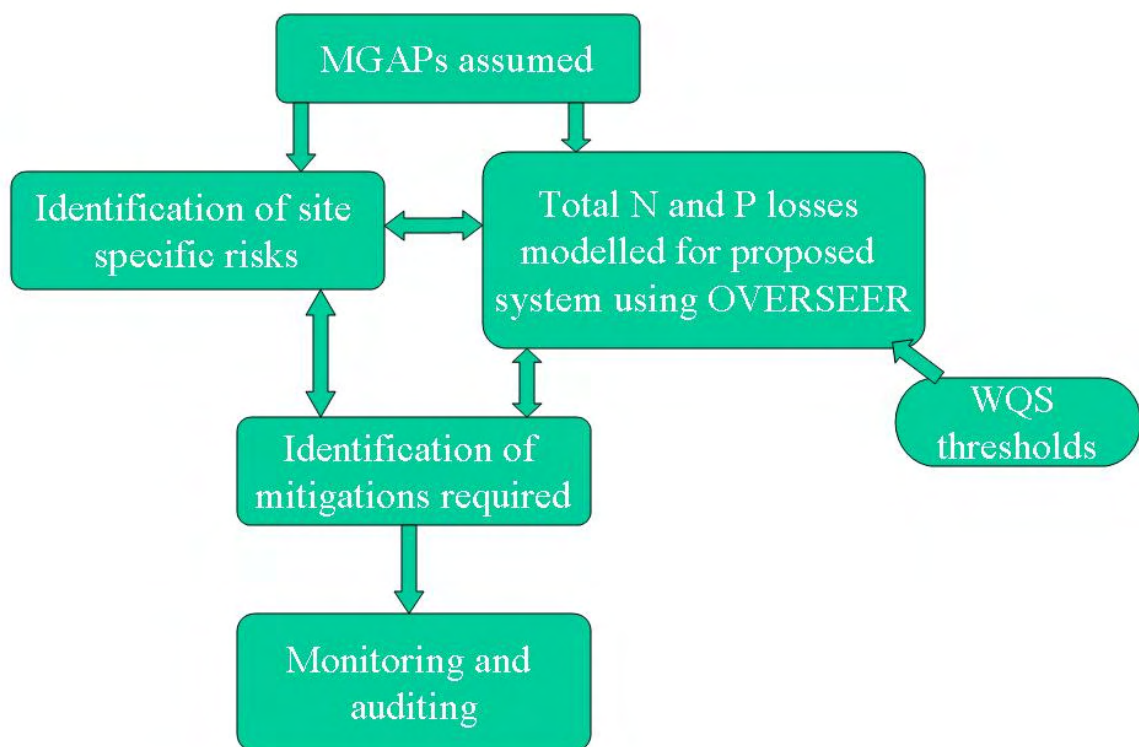 MGAPs assumed
Identification of site
specific risks
Total N and P losses
modelled for proposed
system using OVERSEER
WQS
thresholds
Identification of
mitigations required
Monitoring and
auditing